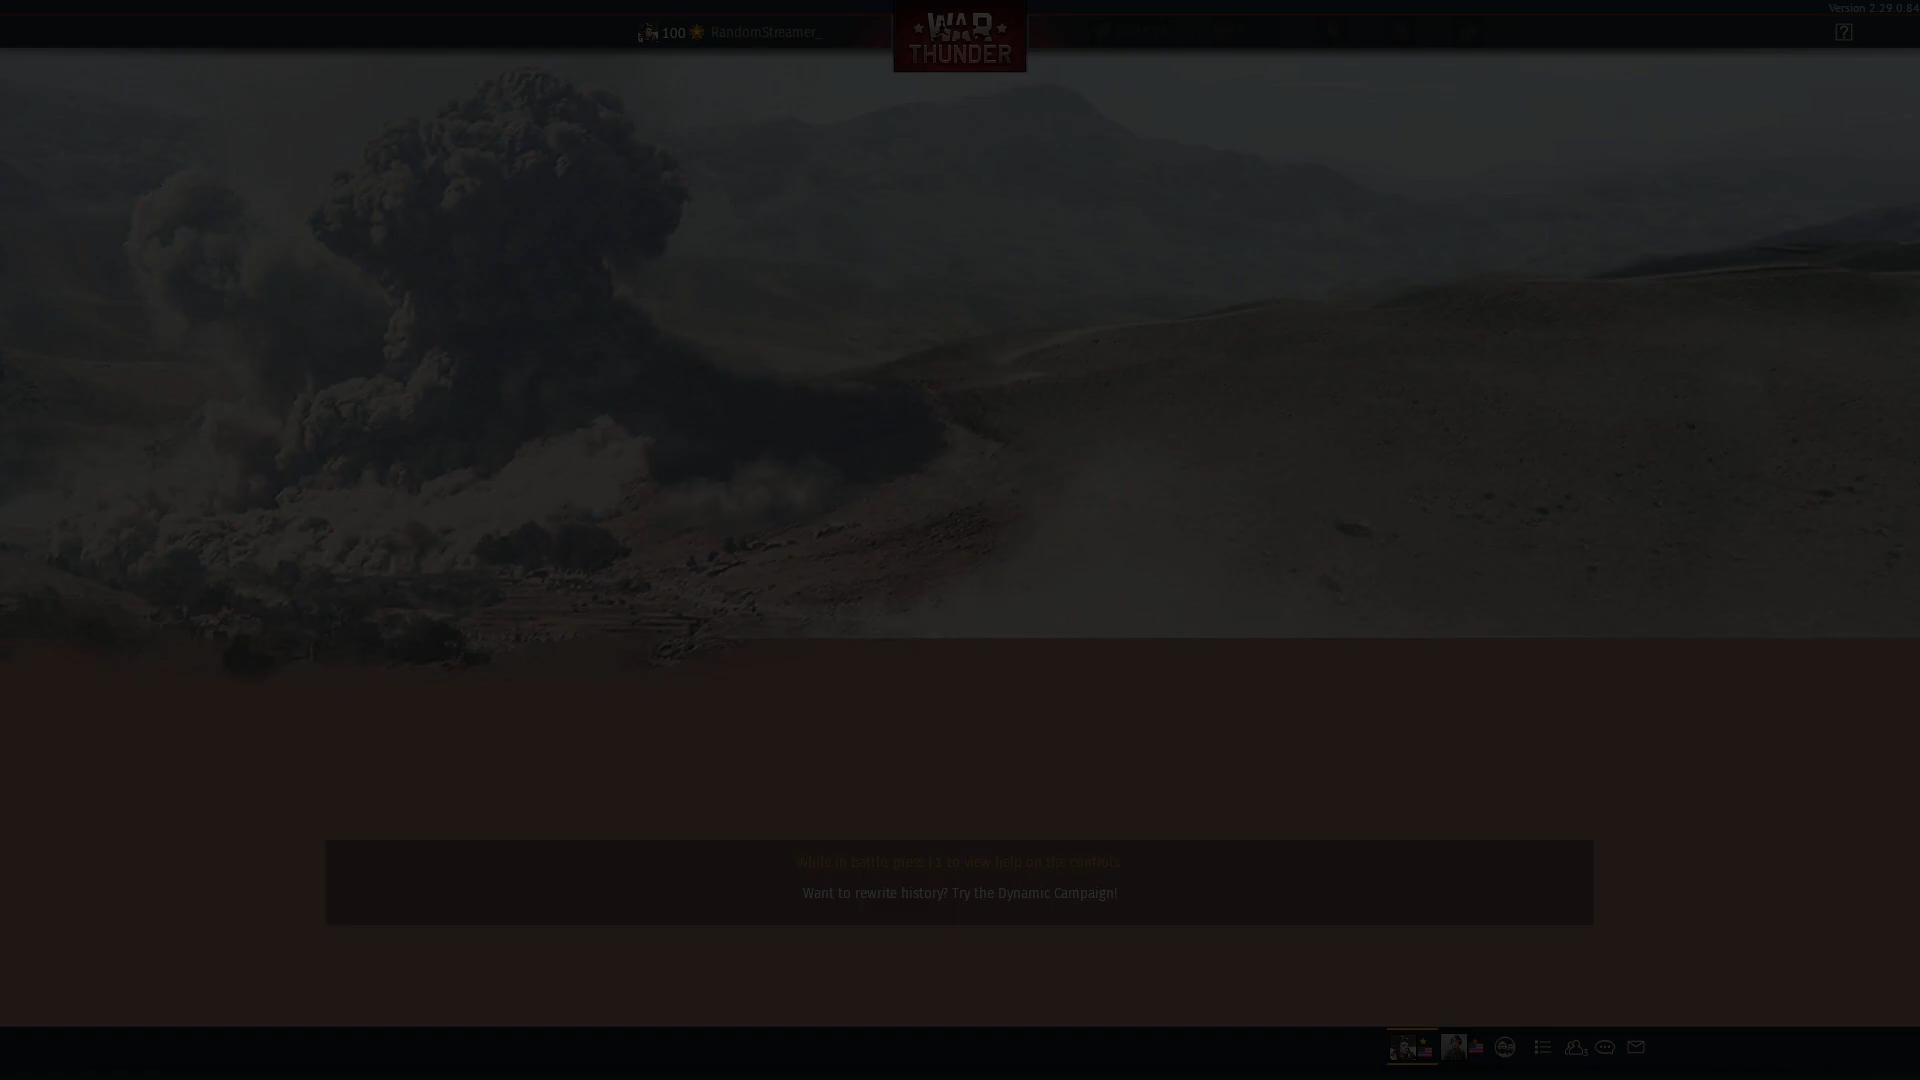 Version 2.29.0.84
100 RandomStreamer_
WAR
THUNDER
While in battle press F1 to view help on the controls
Want to rewrite history? Try the Dynamic Campaign!
3